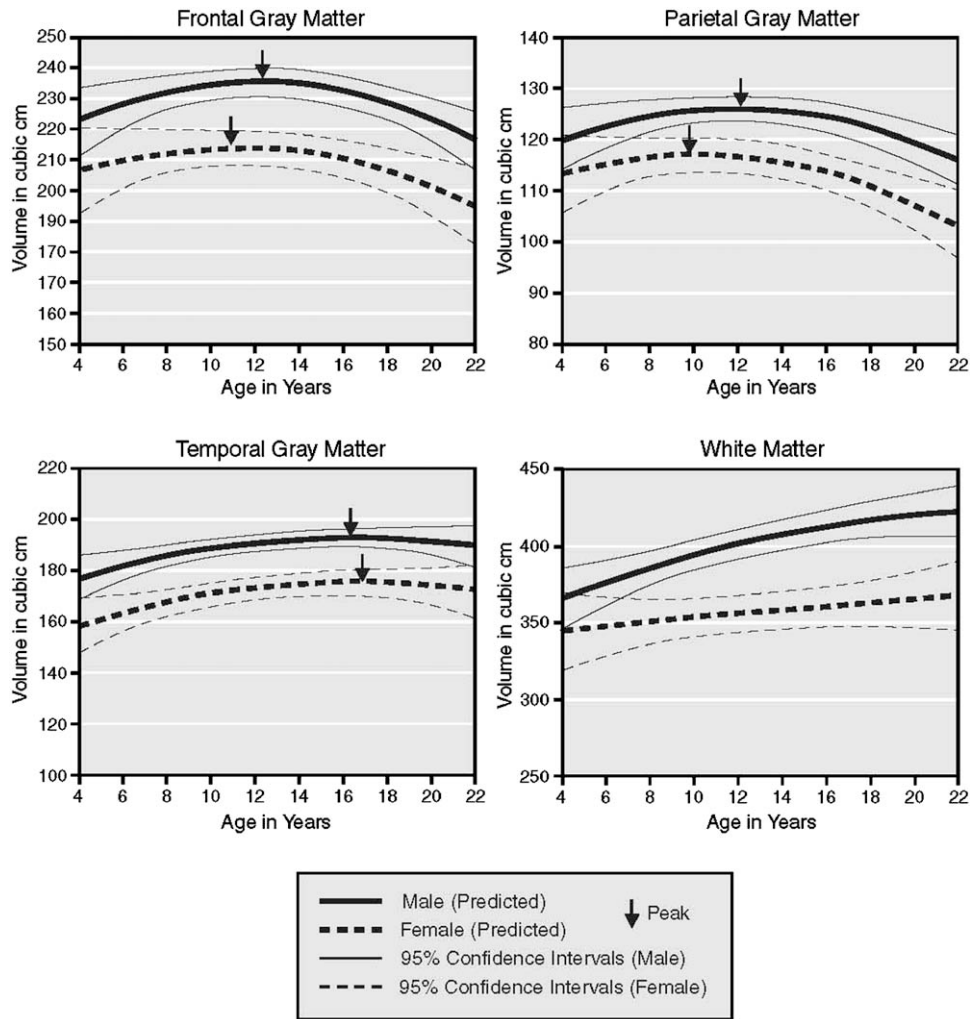 Frontal Gray Matter
Volume in cubic cm
250
240
230
220
210
200
190
180
170
160
150
4 6 8 10 12 14 16 18 20 22
Age in Years
Parietal Gray Matter
Volume in cubic cm
140
130
120
110
100
90
80
4 6 8 10 12 14 16 18 20 22
Age in Years
Temporal Gray Matter
Volume in cubic cm
220
200
180
160
140
120
100
4 6 8 10 12 14 16 20 22
Age in Years
White Matter
Volume in cubic cm
450
400
350
300
250
4 6 8 10 12 14 16 20 22
Age in Years
Male (Predicted)
Peak
Female (Predicted)
95% Confidence Intervals (Male)
95% Confidence Intervals (Female)